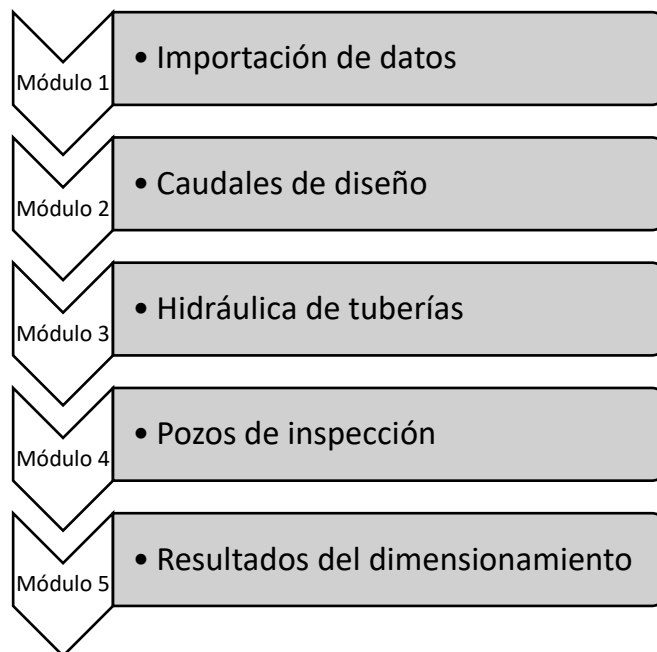 Módulo 1
• Importación de datos
Módulo 2
• Caudales de diseño
Módulo 3
• Hidráulica de tuberías
Módulo 4
• Pozos de inspección
Módulo 5
• Resultados del dimensionamiento